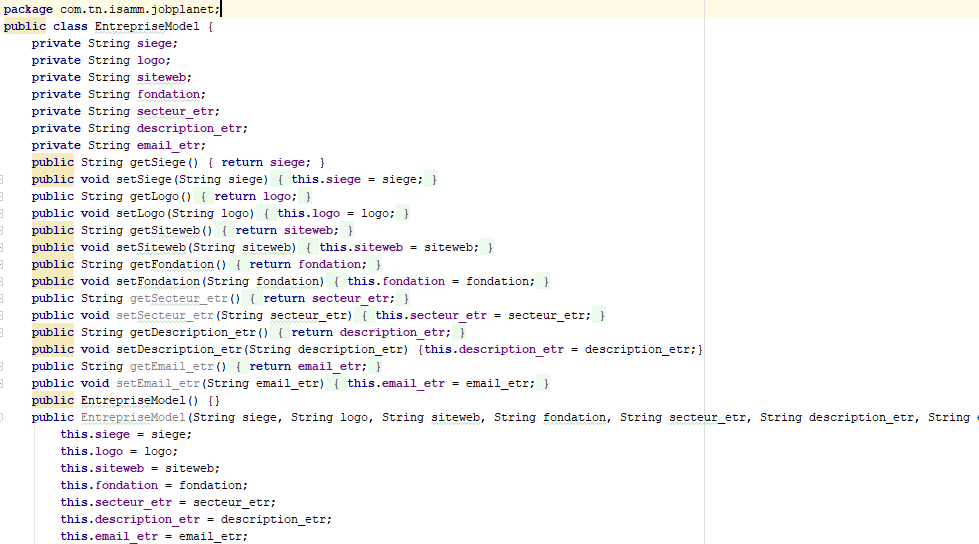 package com.tn.isamm.jobplanet;
public class EntrepriseModel {
    private String siege;
    private String logo;
    private String siteweb;
    private String fondation;
    private String secteur_etr;
    private String description_etr;
    private String email_etr;
    public String getSiege() { return siege; }
    public void setSiege(String siege) { this.siege = siege; }
    public String getLogo() { return logo; }
    public void setLogo(String logo) { this.logo = logo; }
    public String getSiteweb() { return siteweb; }
    public void setSiteweb(String siteweb) { this.siteweb = siteweb; }
    public String getFondation() { return fondation; }
    public void setFondation(String fondation) { this.fondation = fondation; }
    public String getSecteur_etr() { return secteur_etr; }
    public void setSecteur_etr(String secteur_etr) { this.secteur_etr = secteur_etr; }
    public String getDescription_etr() { return description_etr; }
    public void setDescription_etr(String description_etr) {this.description_etr = description_etr;}
    public String getEmail_etr() { return email_etr; }
    public void setEmail_etr(String email_etr) { this.email_etr = email_etr; }
    public EntrepriseModel() {}
    public EntrepriseModel(String siege, String logo, String siteweb, String fondation, String secteur_etr, String description_etr, String
        this.siege = siege;
        this.logo = logo;
        this.siteweb = siteweb;
        this.fondation = fondation;
        this.secteur_etr = secteur_etr;
        this.description_etr = description_etr;
        this.email_etr = email_etr;